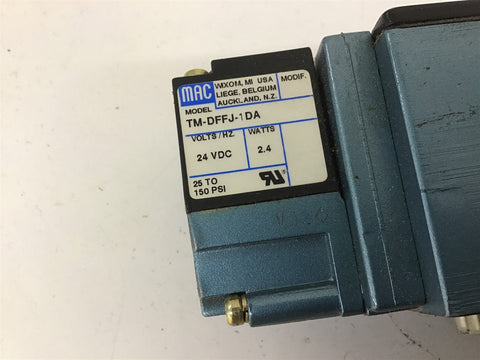 MAC
WIXOM, MI USA
LIEGE, BELGIUM
AUCKLAND, N.Z.
MODIF.
MODEL
TM-DFFJ-1DA
VOLTS/HZ.
WATTS
24 VDC
2.4
25 TO
150 PSI